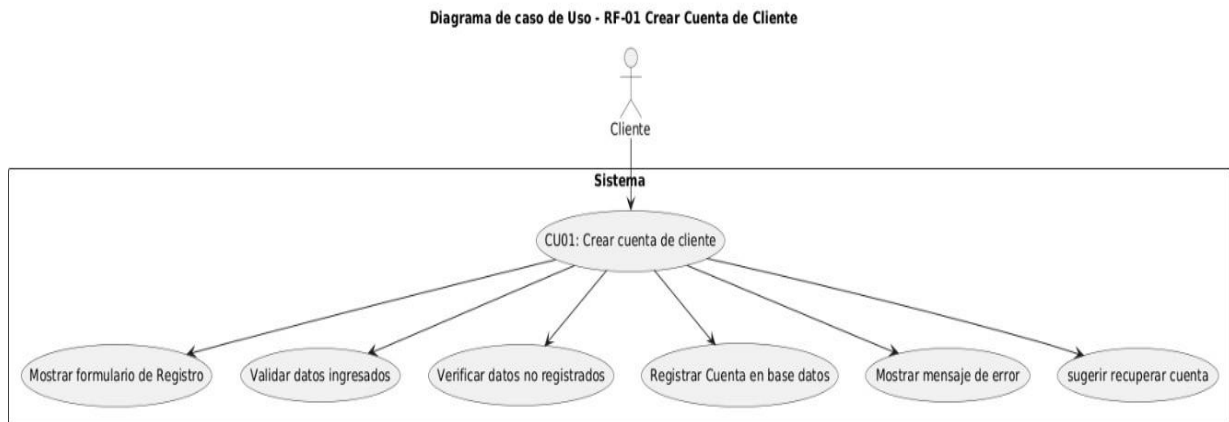 Diagrama de caso de Uso - RF-01 Crear Cuenta de Cliente
Cliente
Sistema
CU01: Crear cuenta de cliente
Mostrar formulario de Registro
Validar datos ingresados
Verificar datos no registrados
Registrar Cuenta en base datos
Mostrar mensaje de error
sugerir recuperar cuenta